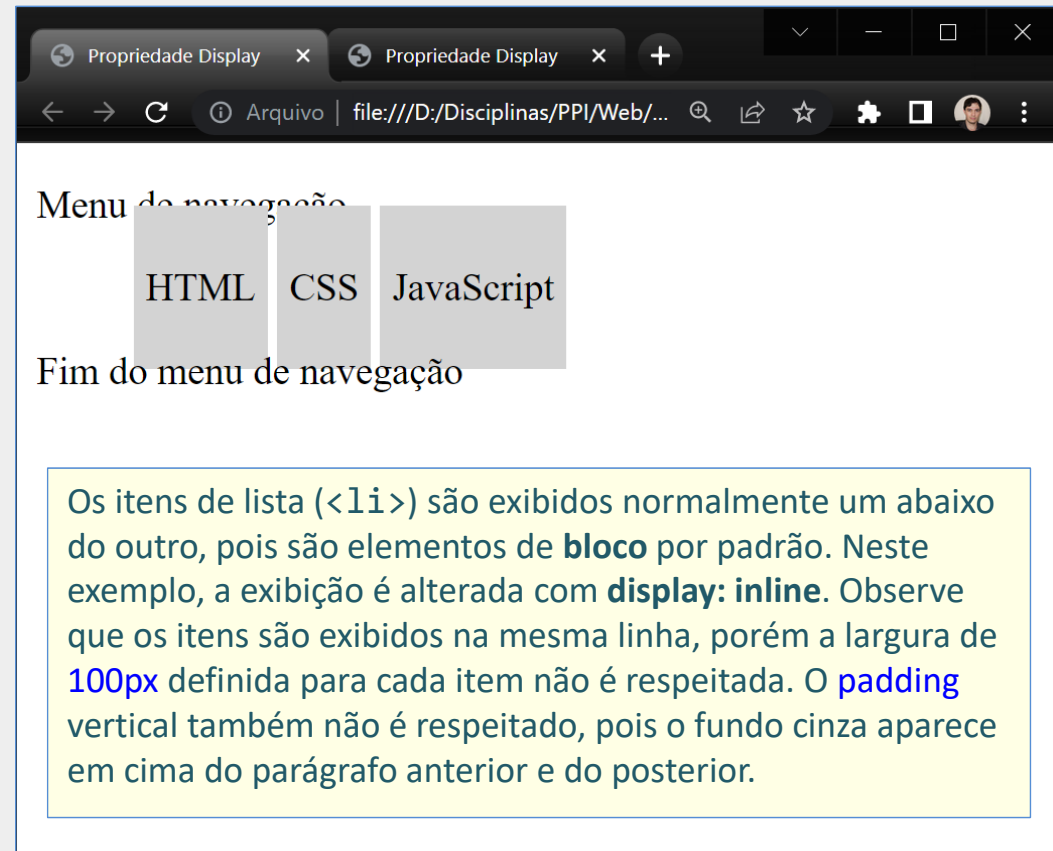 Propriedade Display
Propriedade Display
Arquivo | file:///D:/Disciplinas/PPI/Web/...
Menu de navegação
HTML CSS JavaScript
Fim do menu de navegação
Os itens de lista (<li>) são exibidos normalmente um abaixo
do outro, pois são elementos de bloco por padrão. Neste
exemplo, a exibição é alterada com display: inline. Observe
que os itens são exibidos na mesma linha, porém a largura de
100px definida para cada item não é respeitada. O padding
vertical também não é respeitado, pois o fundo cinza aparece
em cima do parágrafo anterior e do posterior.